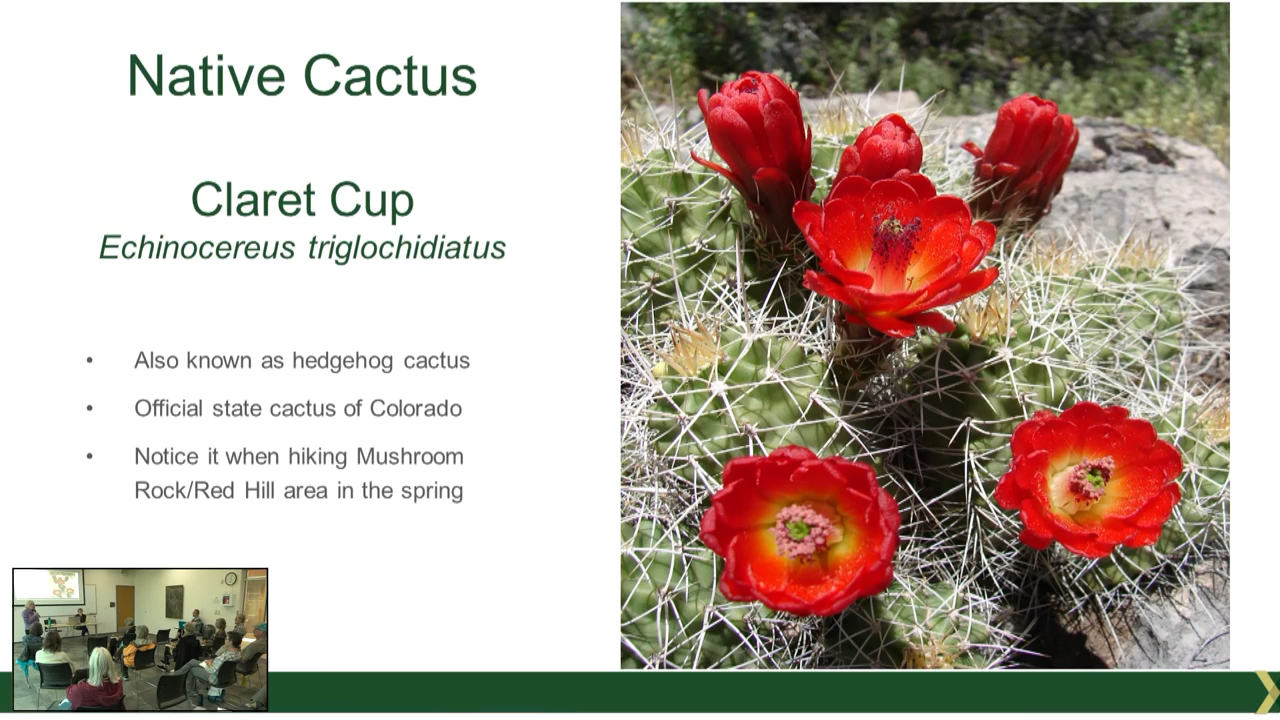 Native Cactus
Claret Cup
Echinocereus triglochidiatus
• Also known as hedgehog cactus
• Official state cactus of Colorado
• Notice it when hiking Mushroom
Rock/Red Hill area in the spring